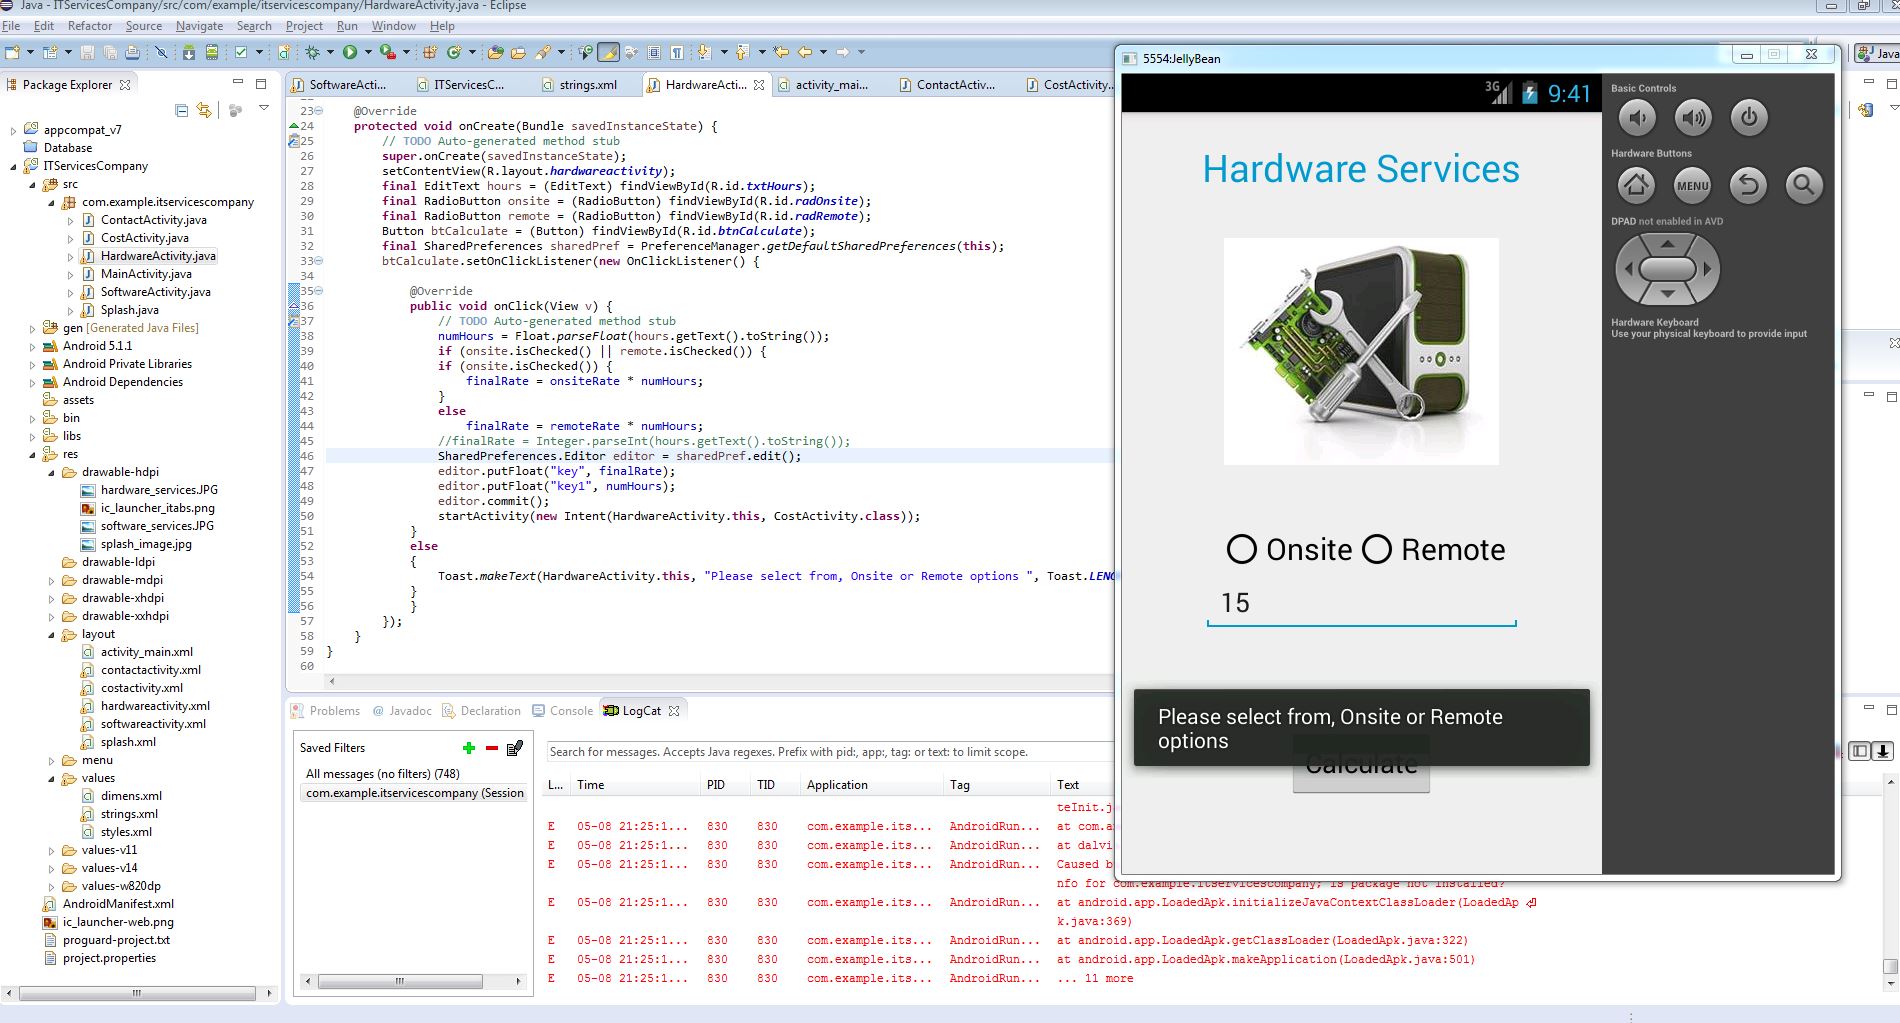 Java - ITServicesCompany/src/com/example/itservicescompany/HardwareActivity.java - Eclipse
File Edit Refactor Source Navigate Search Project Run Window Help
Java
Package Explorer
appcompat_v7
Database
ITServicesCompany
src
com.example.itservicescompany
ContactActivity.java
CostActivity.java
HardwareActivity.java
MainActivity.java
SoftwareActivity.java
Splash.java
gen [Generated Java Files]
Android 5.1.1
Android Private Libraries
Android Dependencies
assets
bin
libs
res
drawable-hdpi
hardware_services.JPG
ic_launcher_itabs.png
software_services.JPG
splash_image.jpg
drawable-ldpi
drawable-mdpi
drawable-xhdpi
drawable-xxhdpi
layout
activity_main.xml
contactactivity.xml
costactivity.xml
hardwareactivity.xml
softwareactivity.xml
splash.xml
menu
values
dimens.xml
strings.xml
styles.xml
values-v11
values-v14
values-w820dp
AndroidManifest.xml
ic_launcher-web.png
proguard-project.txt
project.properties
SoftwareActi... ITServicesC... strings.xml HardwareActi... activity_mai... ContactActiv... CostActivity.
23 @Override
24 protected void onCreate(Bundle savedInstanceState) {
25 // TODO Auto-generated method stub
26 super.onCreate(savedInstanceState);
27 setContentView(R.layout.hardwareactivity);
28 final EditText hours = (EditText) findViewById(R.id.txtHours);
29 final RadioButton onsite = (RadioButton) findViewById(R.id.radOnsite);
30 final RadioButton remote = (RadioButton) findViewById(R.id.radRemote);
31 Button btCalculate = (Button) findViewById(R.id.btnCalculate);
32 final SharedPreferences sharedPref = PreferenceManager.getDefaultSharedPreferences(this);
33 btCalculate.setOnClickListener(new OnClickListener() {
34
35 @Override
36 public void onClick(View v) {
37 // TODO Auto-generated method stub
38 numHours = Float.parseFloat(hours.getText().toString());
39 if (onsite.isChecked() || remote.isChecked()) {
40 if (onsite.isChecked()) {
41 finalRate = onsiteRate * numHours;
42 }
43 else
44 finalRate = remoteRate * numHours;
45 //finalRate = Integer.parseInt(hours.getText().toString());
46 SharedPreferences.Editor editor = sharedPref.edit();
47 editor.putFloat("key", finalRate);
48 editor.putFloat("key1", numHours);
49 editor.commit();
50 startActivity(new Intent(HardwareActivity.this, CostActivity.class));
51 }
52 else
53 {
54 Toast.makeText(HardwareActivity.this, "Please select from, Onsite or Remote options ", Toast.LENG
55 }
56 }
57 });
58 }
59 }
60
Problems @ Javadoc Declaration Console LogCat
Saved Filters
All messages (no filters) (748)
com.example.itservicescompany (Session
Search for messages. Accepts Java regexes. Prefix with pid:, app:, tag: or text: to limit scope.
L... Time PID TID Application Tag Text
teInit.j
E 05-08 21:25:1... 830 830 com.example.its... AndroidRun... at com.a
E 05-08 21:25:1... 830 830 com.example.its... AndroidRun... at dalvi
E 05-08 21:25:1... 830 830 com.example.its... AndroidRun... Caused b
nfo for com.example.itservicescompany; is package not installed?
E 05-08 21:25:1... 830 830 com.example.its... AndroidRun... at android.app.LoadedApk.initializeJavaContextClassLoader(LoadedAp
k.java:369)
E 05-08 21:25:1... 830 830 com.example.its... AndroidRun... at android.app.LoadedApk.getClassLoader(LoadedApk.java:322)
E 05-08 21:25:1... 830 830 com.example.its... AndroidRun... at android.app.LoadedApk.makeApplication(LoadedApk.java:501)
E 05-08 21:25:1... 830 830 com.example.its... AndroidRun... ... 11 more
5554:JellyBean
3G 9:41
Hardware Services
Onsite Remote
15
Please select from, Onsite or Remote
options
Calculate
Basic Controls
Hardware Buttons
MENU
DPAD not enabled in AVD
Hardware Keyboard
Use your physical keyboard to provide input